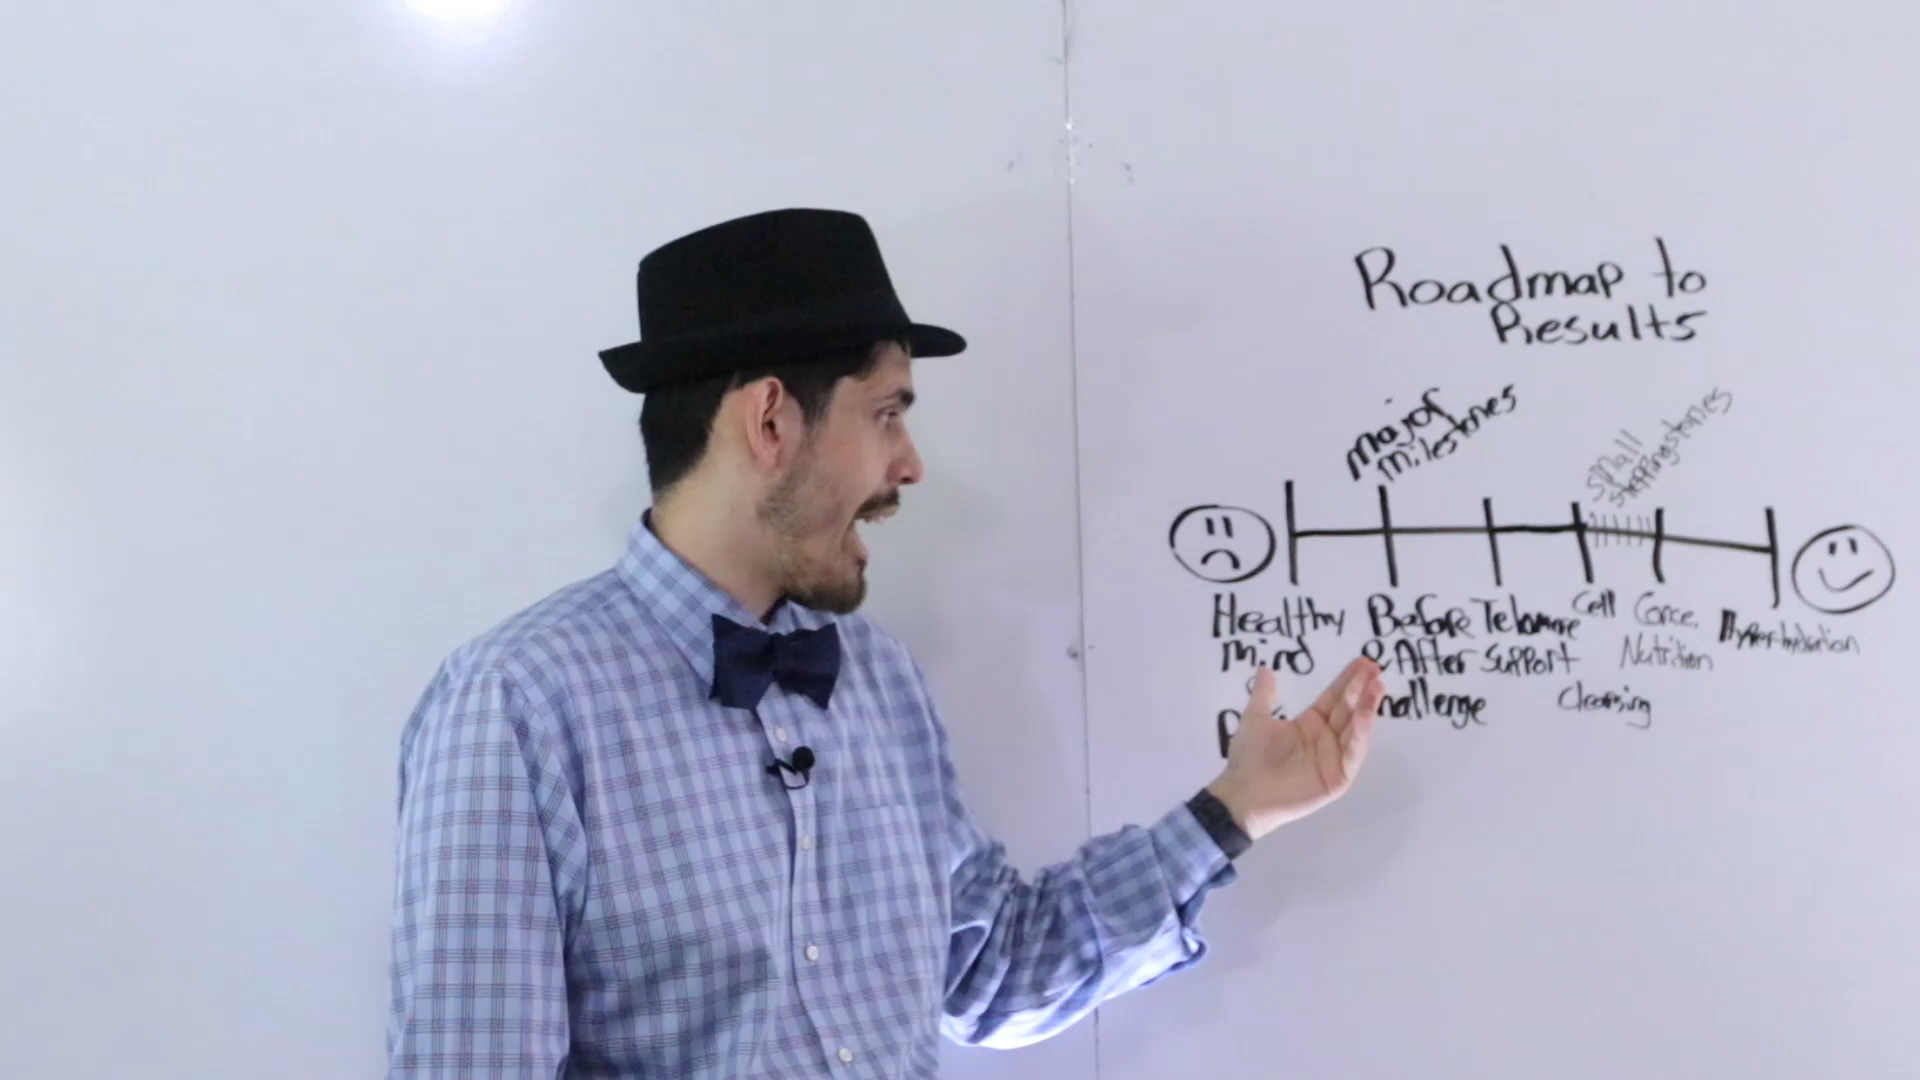 Roadmap to
Results
major
milestones
small
steppingstones
Healthy
Mind
Before
& After
Challenge
Telomere
Support
Cell
Cleansing
Conce.
Nutrition
Hyper-hydration